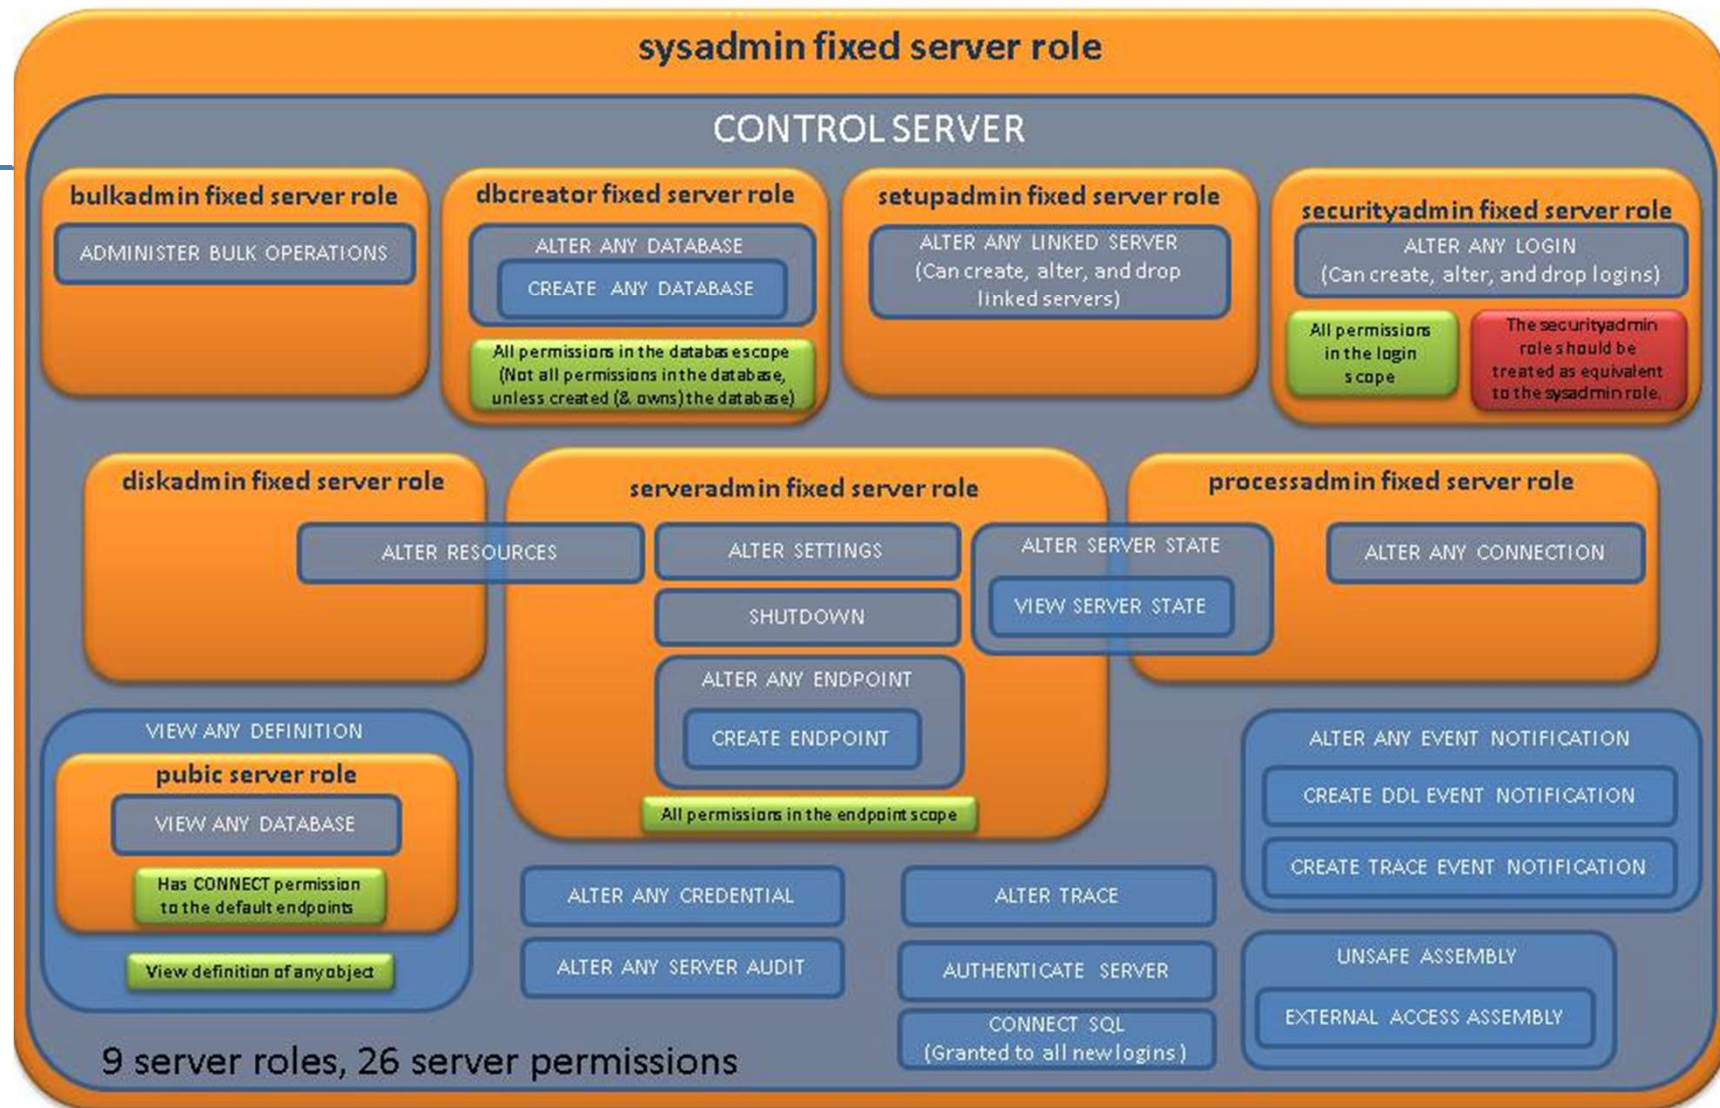 sysadmin fixed server role
CONTROL SERVER
bulkadmin fixed server role
ADMINISTER BULK OPERATIONS
dbcreator fixed server role
ALTER ANY DATABASE
CREATE ANY DATABASE
All permissions in the database scope
(Not all permissions in the database,
unless created (& owns) the database)
setupadmin fixed server role
ALTER ANY LINKED SERVER
(Can create, alter, and drop
linked servers)
securityadmin fixed server role
ALTER ANY LOGIN
(Can create, alter, and drop logins)
All permissions
in the login
scope
The securityadmin
role should be
treated as equivalent
to the sysadmin role.
diskadmin fixed server role
ALTER RESOURCES
serveradmin fixed server role
ALTER SETTINGS
SHUTDOWN
ALTER ANY ENDPOINT
CREATE ENDPOINT
All permissions in the endpoint scope
ALTER SERVER STATE
VIEW SERVER STATE
processadmin fixed server role
ALTER ANY CONNECTION
VIEW ANY DEFINITION
pubic server role
VIEW ANY DATABASE
Has CONNECT permission
to the default endpoints
View definition of any object
ALTER ANY CREDENTIAL
ALTER ANY SERVER AUDIT
ALTER TRACE
AUTHENTICATE SERVER
CONNECT SQL
(Granted to all new logins)
ALTER ANY EVENT NOTIFICATION
CREATE DDL EVENT NOTIFICATION
CREATE TRACE EVENT NOTIFICATION
UNSAFE ASSEMBLY
EXTERNAL ACCESS ASSEMBLY
9 server roles, 26 server permissions